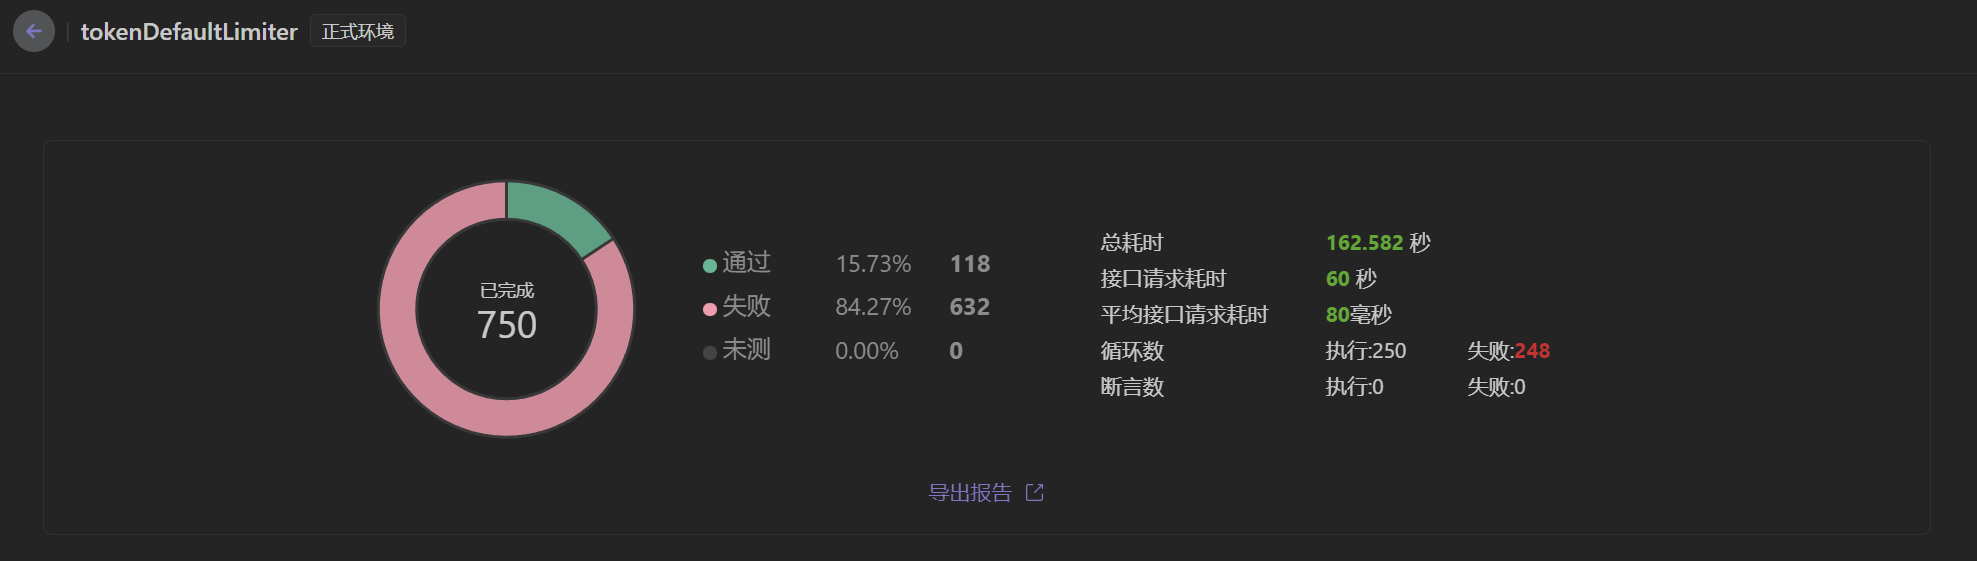 tokenDefaultLimiter 正式环境
已完成
750
通过 15.73% 118
失败 84.27% 632
未测 0.00% 0
总耗时 162.582 秒
接口请求耗时 60 秒
平均接口请求耗时 80毫秒
循环数 执行:250 失败:248
断言数 执行:0 失败:0
导出报告